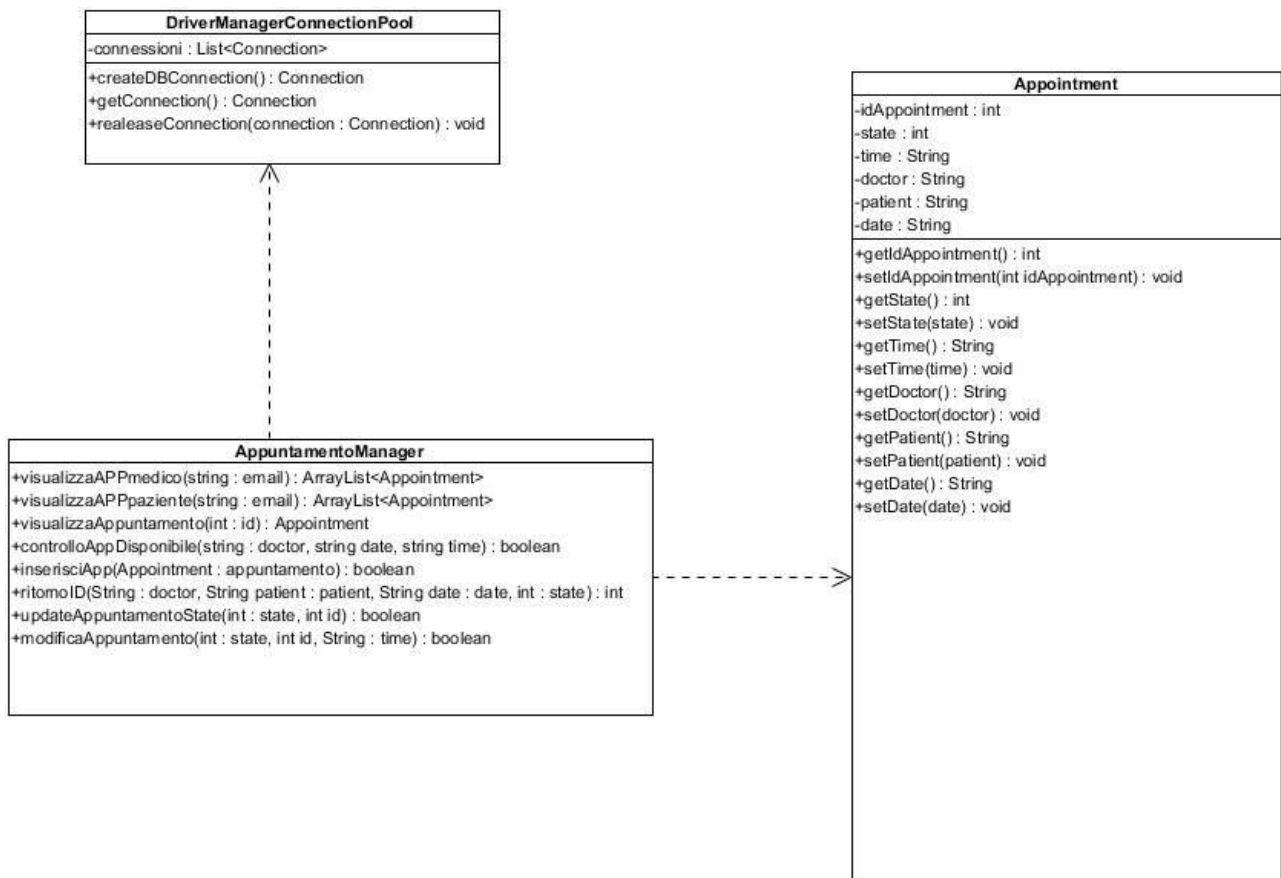 DriverManagerConnectionPool
-connessioni : List<Connection>
+createDBConnection() : Connection
+getConnection() : Connection
+realeaseConnection(connection : Connection) : void
Appointment
-idAppointment : int
-state : int
-time : String
-doctor : String
-patient : String
-date : String
+getIdAppointment() : int
+setIdAppointment(int idAppointment) : void
+getState() : int
+setState(state) : void
+getTime() : String
+setTime(time) : void
+getDoctor() : String
+setDoctor(doctor) : void
+getPatient() : String
+setPatient(patient) : void
+getDate() : String
+setDate(date) : void
AppuntamentoManager
+visualizzaAPPmedico(string : email) : ArrayList<Appointment>
+visualizzaAPPpaziente(string : email) : ArrayList<Appointment>
+visualizzaAppuntamento(int : id) : Appointment
+controlloAppDisponibile(string : doctor, string date, string time) : boolean
+inserisciApp(Appointment : appuntamento) : boolean
+ritornoID(String : doctor, String patient : patient, String date : date, int : state) : int
+updateAppuntamentoState(int : state, int id) : boolean
+modificaAppuntamento(int : state, int id, String : time) : boolean